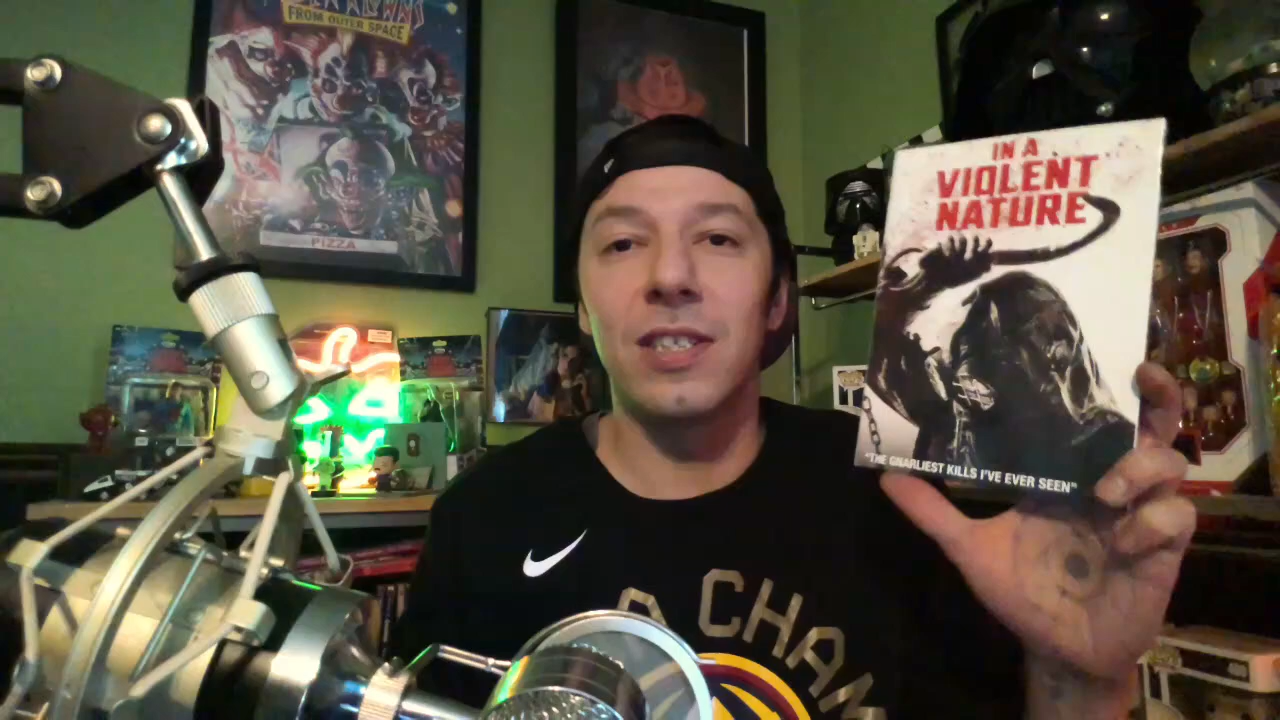 FROM OUTER SPACE
PIZZA
IN A
VIOLENT
NATURE
"THE GNARLIEST KILLS I'VE EVER SEEN"
CHAM